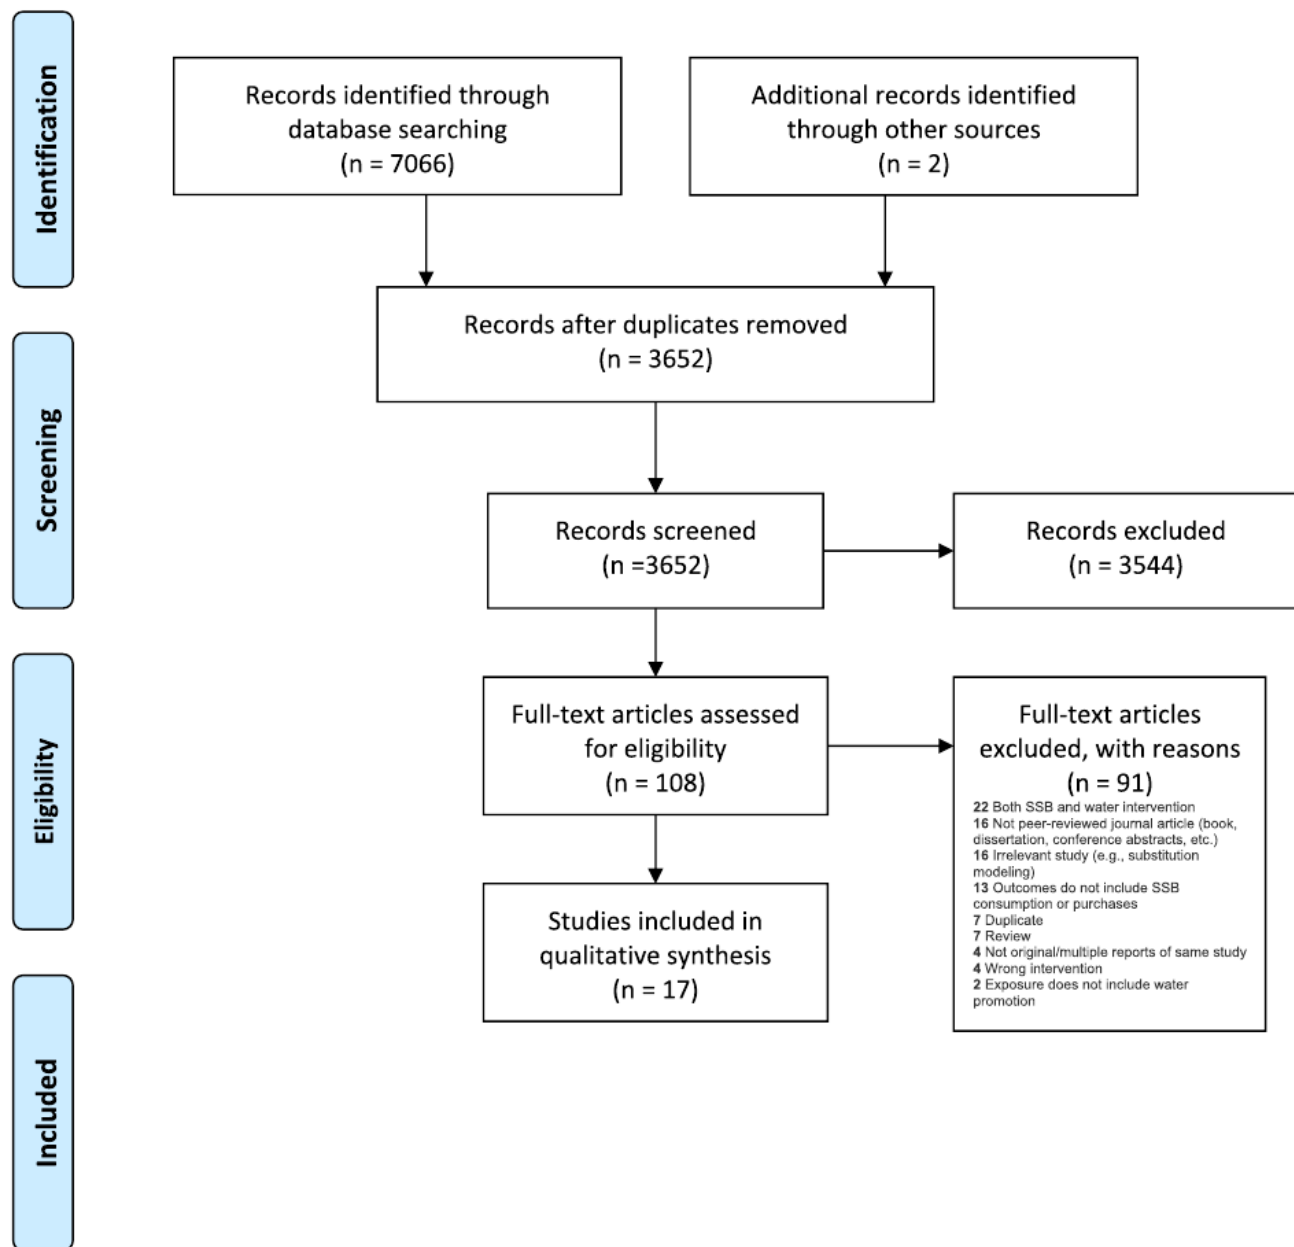 Identification
Records identified through
database searching
(n = 7066)
Additional records identified
through other sources
(n = 2)
Records after duplicates removed
(n = 3652)
Screening
Records screened
(n =3652)
Records excluded
(n = 3544)
Eligibility
Full-text articles assessed
for eligibility
(n = 108)
Full-text articles
excluded, with reasons
(n = 91)
22 Both SSB and water intervention
16 Not peer-reviewed journal article (book,
dissertation, conference abstracts, etc.)
16 Irrelevant study (e.g., substitution
modeling)
13 Outcomes do not include SSB
consumption or purchases
7 Duplicate
7 Review
4 Not original/multiple reports of same study
4 Wrong intervention
2 Exposure does not include water
promotion
Studies included in
qualitative synthesis
(n = 17)
Included